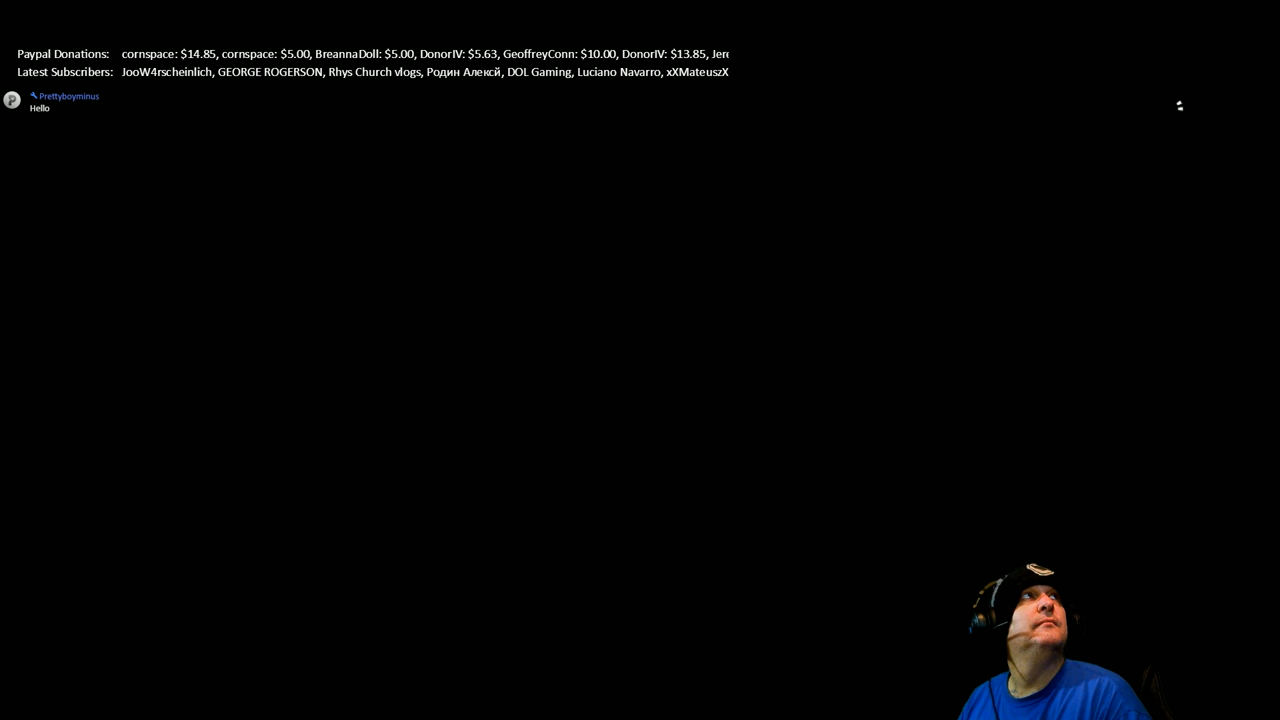 Paypal Donations: cornspace: $14.85, cornspace: $5.00, BreannaDoll: $5.00, DonorIV: $5.63, GeoffreyConn: $10.00, DonorIV: $13.85, Jere
Latest Subscribers: JooW4rscheinlich, GEORGE ROGERSON, Rhys Church vlogs, Родин Алексй, DOL Gaming, Luciano Navarro, xXMateuszX
Prettyboyminus
Hello